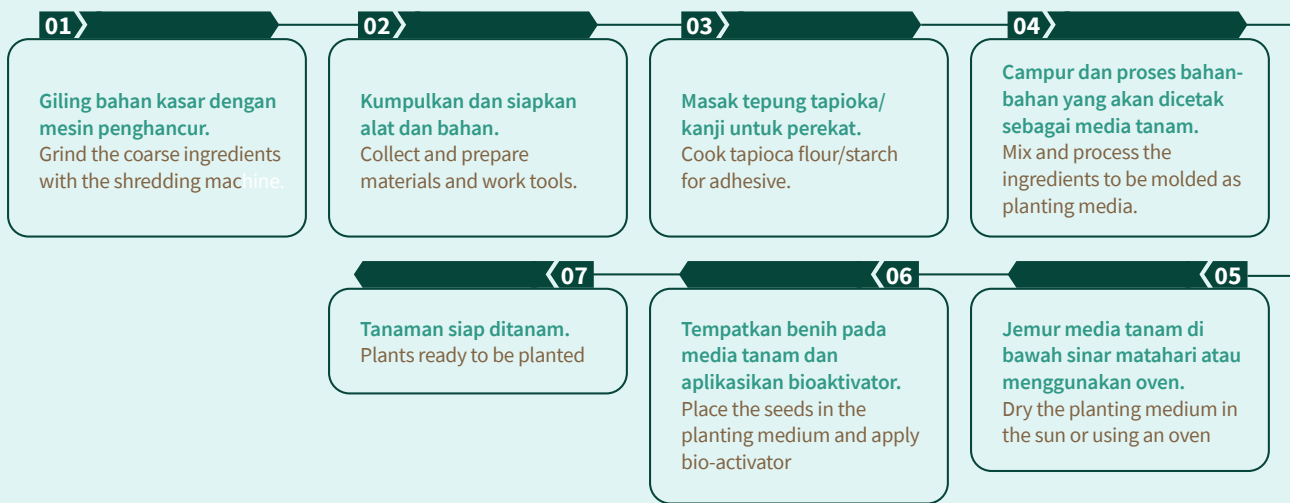 01
Giling bahan kasar dengan
mesin penghancur.
Grind the coarse ingredients
with the shredding machine.
02
Kumpulkan dan siapkan
alat dan bahan.
Collect and prepare
materials and work tools.
03
Masak tepung tapioka/
kanji untuk perekat.
Cook tapioca flour/starch
for adhesive.
04
Campur dan proses bahan-
bahan yang akan dicetak
sebagai media tanam.
Mix and process the
ingredients to be molded as
planting media.
05
Jemur media tanam di
bawah sinar matahari atau
menggunakan oven.
Dry the planting medium in
the sun or using an oven
06
Tempatkan benih pada
media tanam dan
aplikasikan bioaktivator.
Place the seeds in the
planting medium and apply
bio-activator
07
Tanaman siap ditanam.
Plants ready to be planted